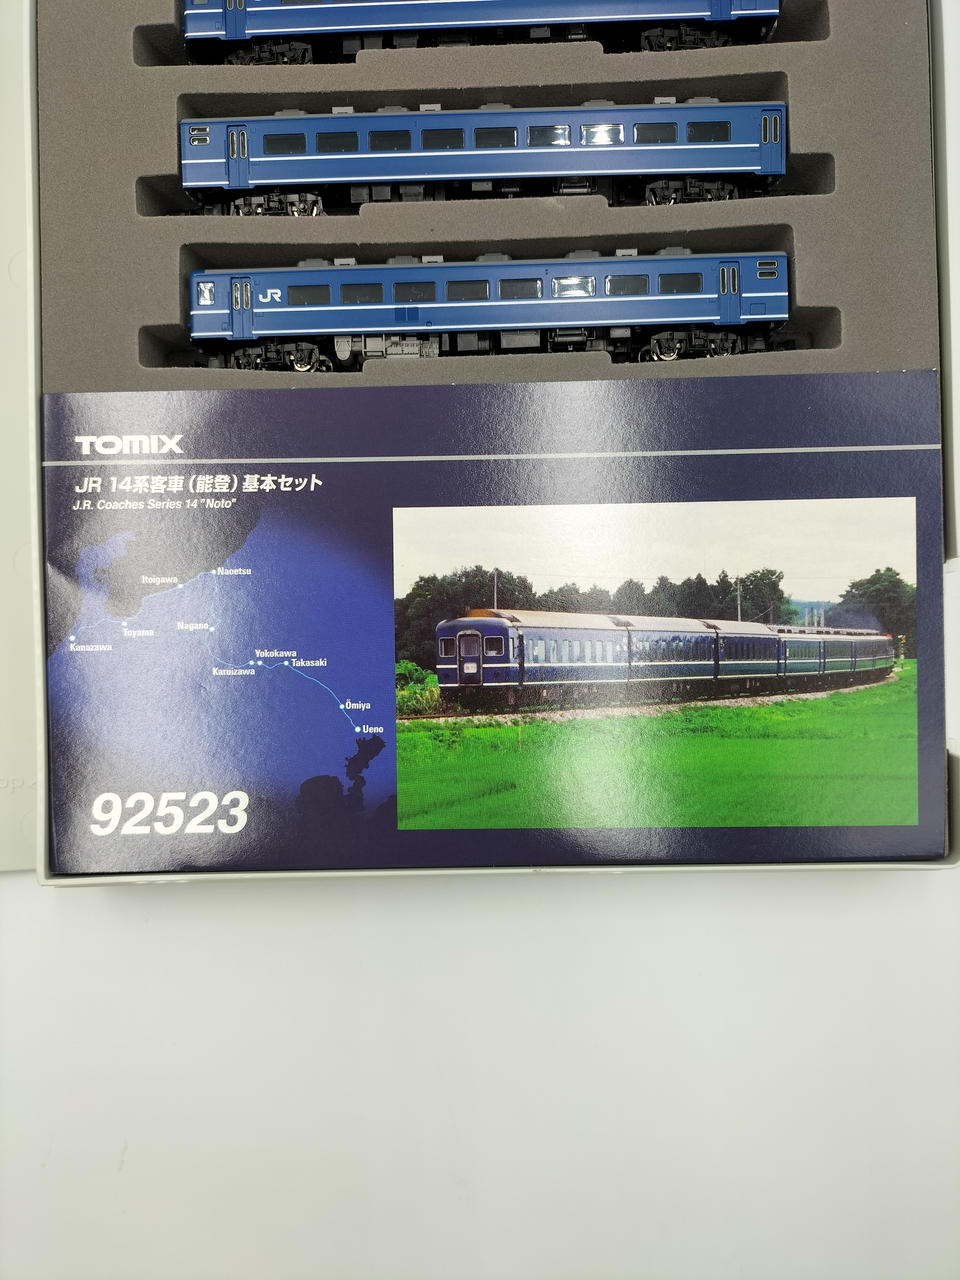 JR
TOMIX
JR 14系客車(能登)基本セット
J.R. Coaches Series 14 "Noto"
Itoigawa
Naoetsu
Toyama
Nagano
Kanazawa
Yokokawa
Karuizawa
Takasaki
Ōmiya
Ueno
92523